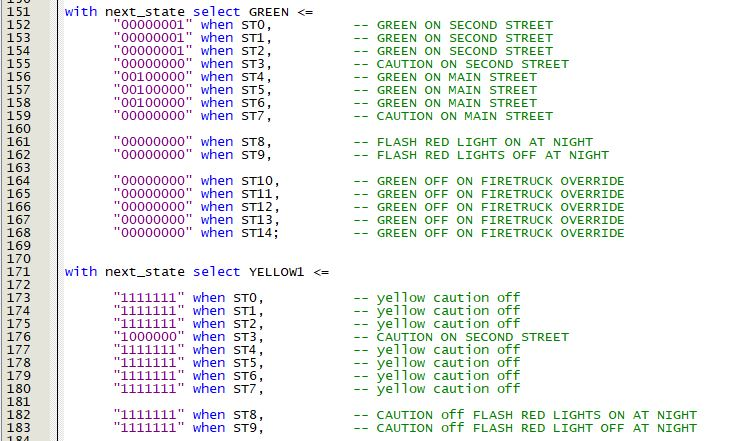 151 with next_state select GREEN <=
152 "00000001" when ST0, -- GREEN ON SECOND STREET
153 "00000001" when ST1, -- GREEN ON SECOND STREET
154 "00000001" when ST2, -- GREEN ON SECOND STREET
155 "00000000" when ST3, -- CAUTION ON SECOND STREET
156 "00100000" when ST4, -- GREEN ON MAIN STREET
157 "00100000" when ST5, -- GREEN ON MAIN STREET
158 "00100000" when ST6, -- GREEN ON MAIN STREET
159 "00000000" when ST7, -- CAUTION ON MAIN STREET
160
161 "00000000" when ST8, -- FLASH RED LIGHT ON AT NIGHT
162 "00000000" when ST9, -- FLASH RED LIGHTS OFF AT NIGHT
163
164 "00000000" when ST10, -- GREEN OFF ON FIRETRUCK OVERRIDE
165 "00000000" when ST11, -- GREEN OFF ON FIRETRUCK OVERRIDE
166 "00000000" when ST12, -- GREEN OFF ON FIRETRUCK OVERRIDE
167 "00000000" when ST13, -- GREEN OFF ON FIRETRUCK OVERRIDE
168 "00000000" when ST14; -- GREEN OFF ON FIRETRUCK OVERRIDE
169
170
171 with next_state select YELLOW1 <=
172
173 "1111111" when ST0, -- yellow caution off
174 "1111111" when ST1, -- yellow caution off
175 "1111111" when ST2, -- yellow caution off
176 "1000000" when ST3, -- CAUTION ON SECOND STREET
177 "1111111" when ST4, -- yellow caution off
178 "1111111" when ST5, -- yellow caution off
179 "1111111" when ST6, -- yellow caution off
180 "1111111" when ST7, -- yellow caution off
181
182 "1111111" when ST8, -- CAUTION off FLASH RED LIGHTS ON AT NIGHT
183 "1111111" when ST9, -- CAUTION off FLASH RED LIGHT OFF AT NIGHT